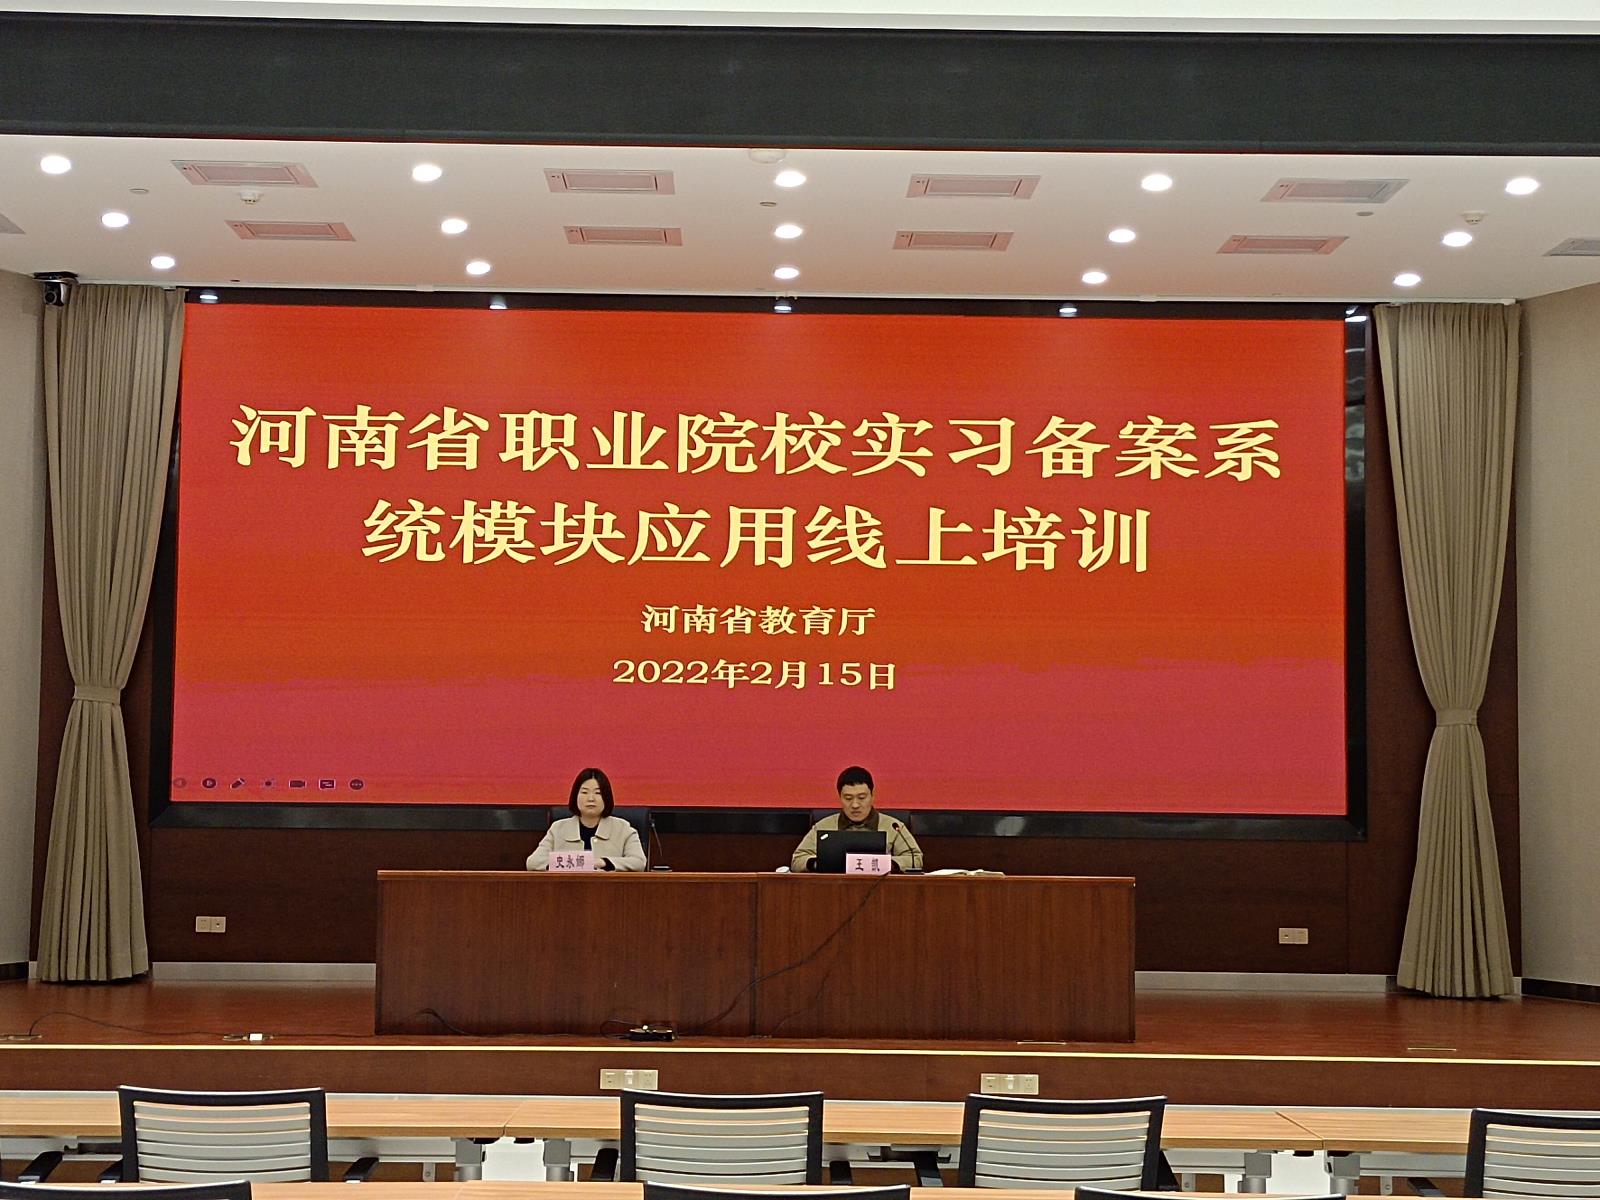 河南省职业院校实习备案系
统模块应用线上培训
河南省教育厅
2022年2月15日
史永娜
王凯